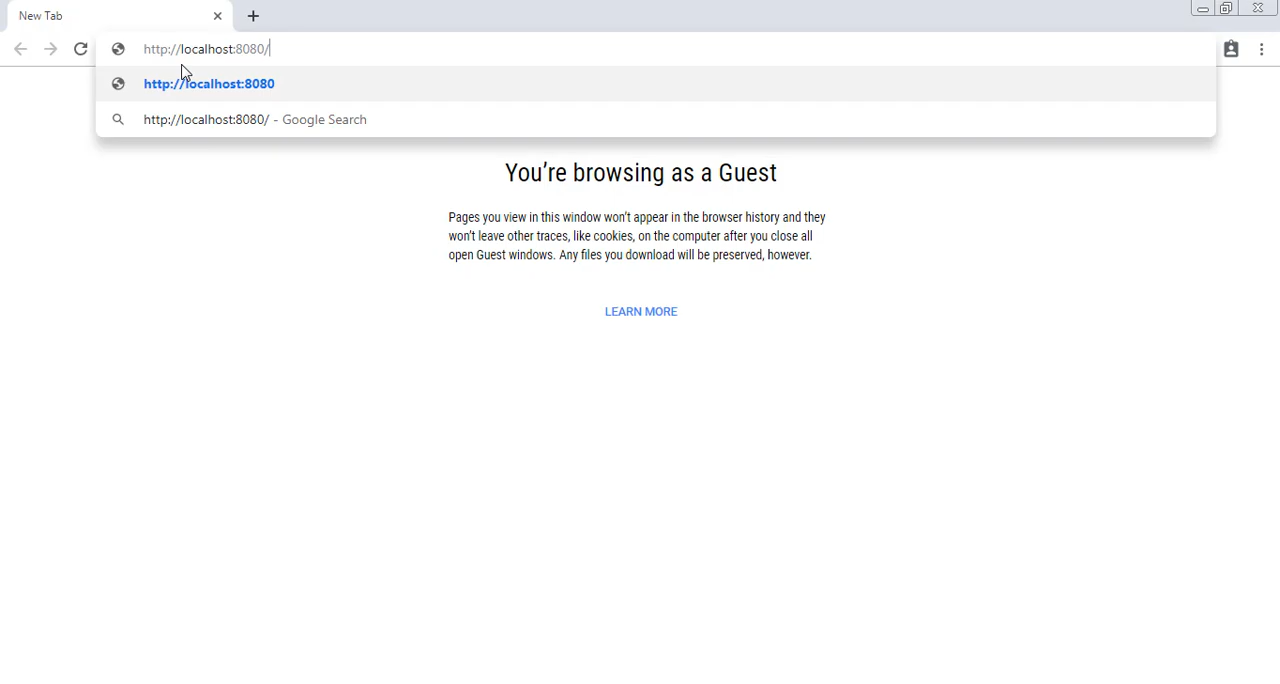 New Tab
http://localhost:8080/
http://localhost:8080
http://localhost:8080/ - Google Search
You’re browsing as a Guest
Pages you view in this window won’t appear in the browser history and they
won’t leave other traces, like cookies, on the computer after you close all
open Guest windows. Any files you download will be preserved, however.
LEARN MORE